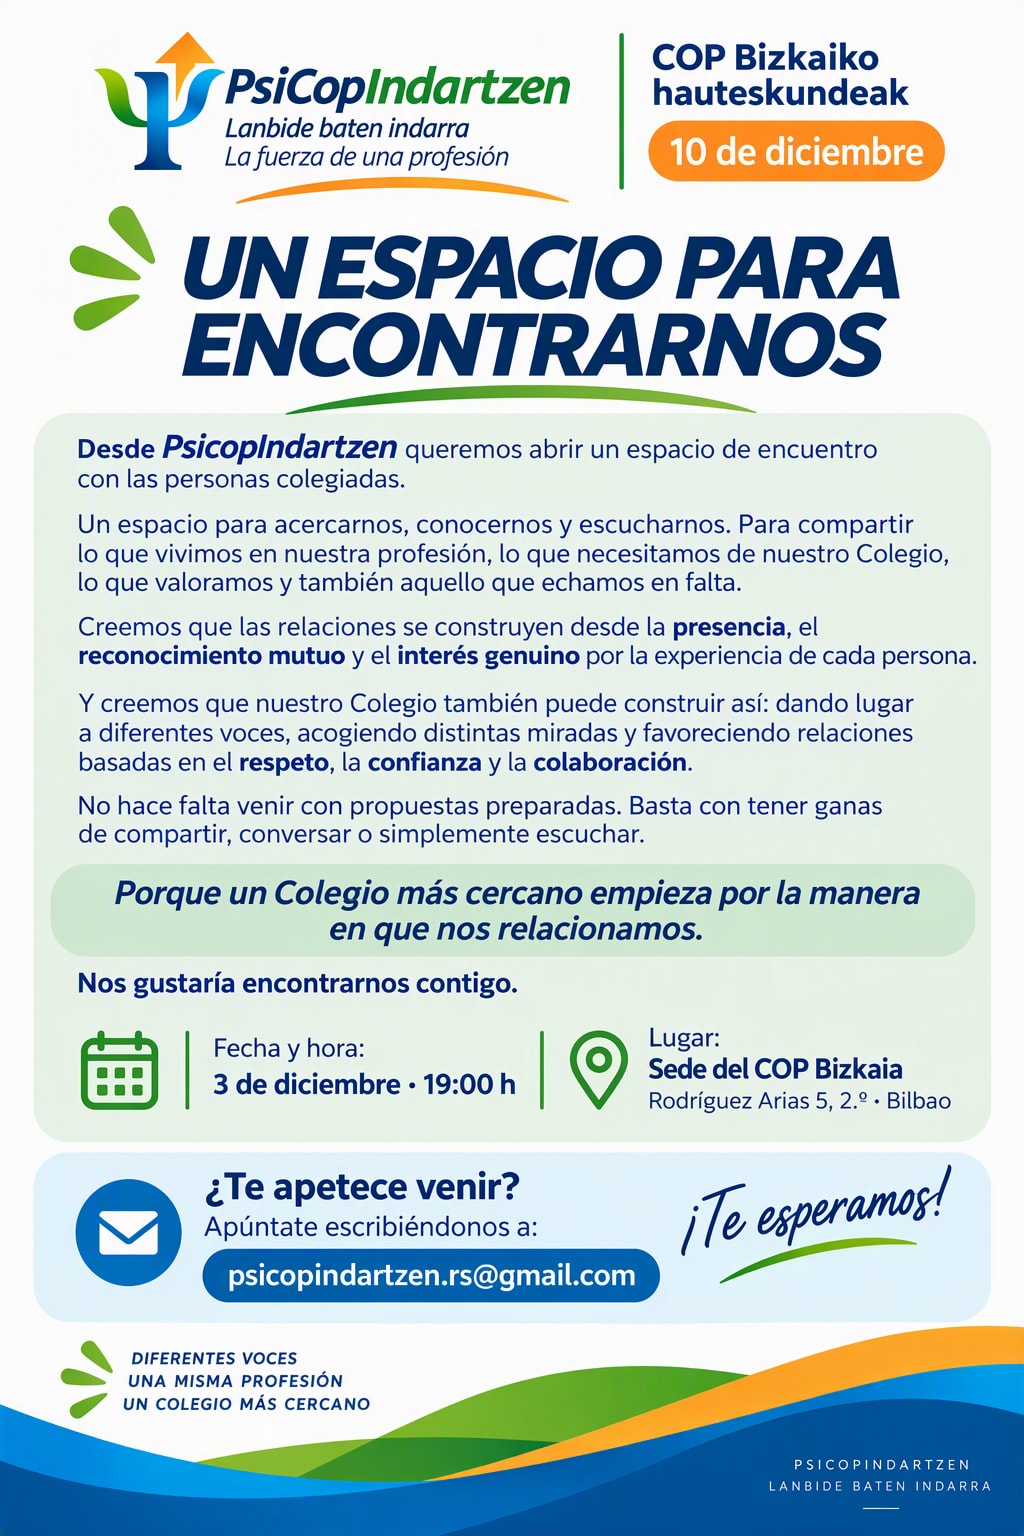 PsiCopIndartzen
Lanbide baten indarra
La fuerza de una profesión
COP Bizkaiko
hauteskundeak
10 de diciembre
UN ESPACIO PARA
ENCONTRARNOS
Desde PsicopIndartzen queremos abrir un espacio de encuentro
con las personas colegiadas.
Un espacio para acercarnos, conocernos y escucharnos. Para compartir
lo que vivimos en nuestra profesión, lo que necesitamos de nuestro Colegio,
lo que valoramos y también aquello que echamos en falta.
Creemos que las relaciones se construyen desde la presencia, el
reconocimiento mutuo y el interés genuino por la experiencia de cada persona.
Y creemos que nuestro Colegio también puede construir así: dando lugar
a diferentes voces, acogiendo distintas miradas y favoreciendo relaciones
basadas en el respeto, la confianza y la colaboración.
No hace falta venir con propuestas preparadas. Basta con tener ganas
de compartir, conversar o simplemente escuchar.
Porque un Colegio más cercano empieza por la manera
en que nos relacionamos.
Nos gustaría encontrarnos contigo.
Fecha y hora:
3 de diciembre • 19:00 h
Lugar:
Sede del COP Bizkaia
Rodríguez Arias 5, 2.º • Bilbao
¿Te apetece venir?
Apúntate escribiéndonos a:
psicopindartzen.rs@gmail.com
¡Te esperamos!
DIFERENTES VOCES
UNA MISMA PROFESIÓN
UN COLEGIO MÁS CERCANO
PSICOPINDARTZEN
LANBIDE BATEN INDARRA